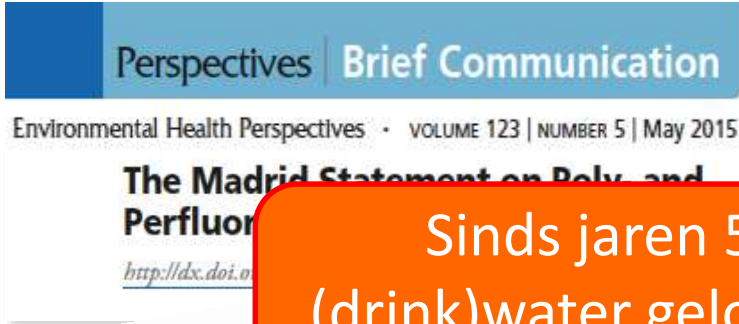 Perspectives | Brief Communication
Environmental Health Perspectives · VOLUME 123 | NUMBER 5 | May 2015
The Madrid Statement on Poly- and
Perfluor
http://dx.doi.o
Sinds jaren 5
(drink)water gelo